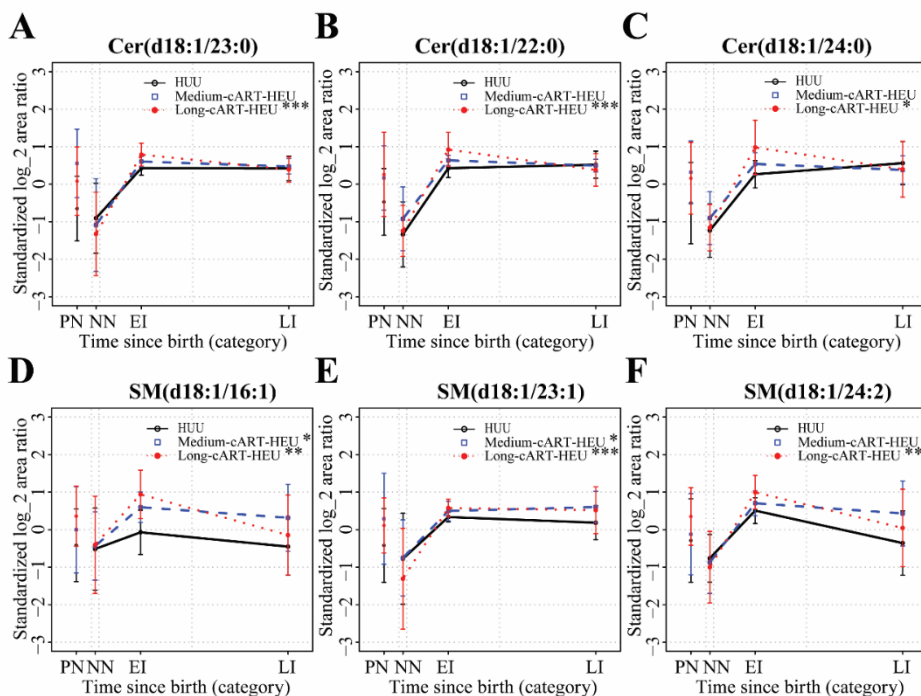 A
Cer(d18:1/23:0)
Standardized log_2 area ratio
3
2
1
0
−1
−2
−3
HUU
Medium-cART-HEU
Long-cART-HEU ***
PN NN EI LI
Time since birth (category)
B
Cer(d18:1/22:0)
Standardized log_2 area ratio
3
2
1
0
−1
−2
−3
HUU
Medium-cART-HEU
Long-cART-HEU ***
PN NN EI LI
Time since birth (category)
C
Cer(d18:1/24:0)
Standardized log_2 area ratio
3
2
1
0
−1
−2
−3
HUU
Medium-cART-HEU
Long-cART-HEU *
PN NN EI LI
Time since birth (category)
D
SM(d18:1/16:1)
Standardized log_2 area ratio
3
2
1
0
−1
−2
−3
HUU
Medium-cART-HEU *
Long-cART-HEU **
PN NN EI LI
Time since birth (category)
E
SM(d18:1/23:1)
Standardized log_2 area ratio
3
2
1
0
−1
−2
−3
HUU
Medium-cART-HEU *
Long-cART-HEU ***
PN NN EI LI
Time since birth (category)
F
SM(d18:1/24:2)
Standardized log_2 area ratio
3
2
1
0
−1
−2
−3
HUU
Medium-cART-HEU
Long-cART-HEU **
PN NN EI LI
Time since birth (category)